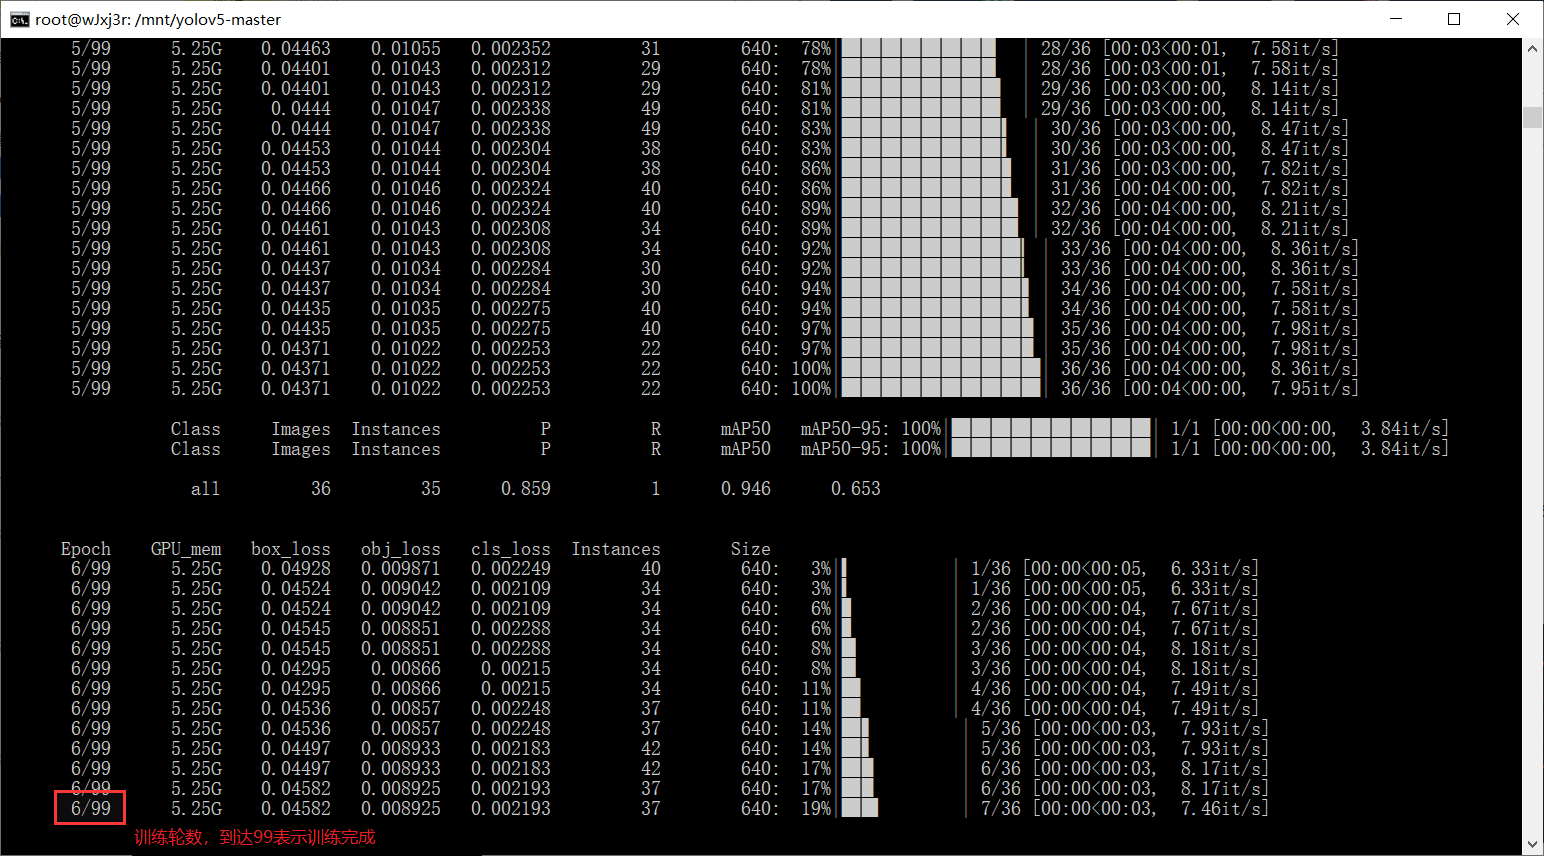 root@wJxj3r: /mnt/yolov5-master
5/99 5.25G 0.04463 0.01055 0.002352 31 640: 78% 28/36 [00:03<00:01, 7.58it/s]
5/99 5.25G 0.04401 0.01043 0.002312 29 640: 78% 28/36 [00:03<00:01, 7.58it/s]
5/99 5.25G 0.04401 0.01043 0.002312 29 640: 81% 29/36 [00:03<00:00, 8.14it/s]
5/99 5.25G 0.0444 0.01047 0.002338 49 640: 81% 29/36 [00:03<00:00, 8.14it/s]
5/99 5.25G 0.0444 0.01047 0.002338 49 640: 83% 30/36 [00:03<00:00, 8.47it/s]
5/99 5.25G 0.04453 0.01044 0.002304 38 640: 83% 30/36 [00:03<00:00, 8.47it/s]
5/99 5.25G 0.04453 0.01044 0.002304 38 640: 86% 31/36 [00:03<00:00, 7.82it/s]
5/99 5.25G 0.04466 0.01046 0.002324 40 640: 86% 31/36 [00:04<00:00, 7.82it/s]
5/99 5.25G 0.04466 0.01046 0.002324 40 640: 89% 32/36 [00:04<00:00, 8.21it/s]
5/99 5.25G 0.04461 0.01043 0.002308 34 640: 89% 32/36 [00:04<00:00, 8.21it/s]
5/99 5.25G 0.04461 0.01043 0.002308 34 640: 92% 33/36 [00:04<00:00, 8.36it/s]
5/99 5.25G 0.04437 0.01034 0.002284 30 640: 92% 33/36 [00:04<00:00, 8.36it/s]
5/99 5.25G 0.04437 0.01034 0.002284 30 640: 94% 34/36 [00:04<00:00, 7.58it/s]
5/99 5.25G 0.04435 0.01035 0.002275 40 640: 94% 34/36 [00:04<00:00, 7.58it/s]
5/99 5.25G 0.04435 0.01035 0.002275 40 640: 97% 35/36 [00:04<00:00, 7.98it/s]
5/99 5.25G 0.04371 0.01022 0.002253 22 640: 97% 35/36 [00:04<00:00, 7.98it/s]
5/99 5.25G 0.04371 0.01022 0.002253 22 640: 100% 36/36 [00:04<00:00, 8.36it/s]
5/99 5.25G 0.04371 0.01022 0.002253 22 640: 100% 36/36 [00:04<00:00, 7.95it/s]
Class Images Instances P R mAP50 mAP50-95: 100% 1/1 [00:00<00:00, 3.84it/s]
Class Images Instances P R mAP50 mAP50-95: 100% 1/1 [00:00<00:00, 3.84it/s]
all 36 35 0.859 1 0.946 0.653
Epoch GPU_mem box_loss obj_loss cls_loss Instances Size
6/99 5.25G 0.04928 0.009871 0.002249 40 640: 3% 1/36 [00:00<00:05, 6.33it/s]
6/99 5.25G 0.04524 0.009042 0.002109 34 640: 3% 1/36 [00:00<00:05, 6.33it/s]
6/99 5.25G 0.04524 0.009042 0.002109 34 640: 6% 2/36 [00:00<00:04, 7.67it/s]
6/99 5.25G 0.04545 0.008851 0.002288 34 640: 6% 2/36 [00:00<00:04, 7.67it/s]
6/99 5.25G 0.04545 0.008851 0.002288 34 640: 8% 3/36 [00:00<00:04, 8.18it/s]
6/99 5.25G 0.04295 0.00866 0.00215 34 640: 8% 3/36 [00:00<00:04, 8.18it/s]
6/99 5.25G 0.04295 0.00866 0.00215 34 640: 11% 4/36 [00:00<00:04, 7.49it/s]
6/99 5.25G 0.04536 0.00857 0.002248 37 640: 11% 4/36 [00:00<00:04, 7.49it/s]
6/99 5.25G 0.04536 0.00857 0.002248 37 640: 14% 5/36 [00:00<00:03, 7.93it/s]
6/99 5.25G 0.04497 0.008933 0.002183 42 640: 14% 5/36 [00:00<00:03, 7.93it/s]
6/99 5.25G 0.04497 0.008933 0.002183 42 640: 17% 6/36 [00:00<00:03, 8.17it/s]
6/99 5.25G 0.04582 0.008925 0.002193 37 640: 17% 6/36 [00:00<00:03, 8.17it/s]
6/99 5.25G 0.04582 0.008925 0.002193 37 640: 19% 7/36 [00:00<00:03, 7.46it/s]
训练轮数，到达99表示训练完成